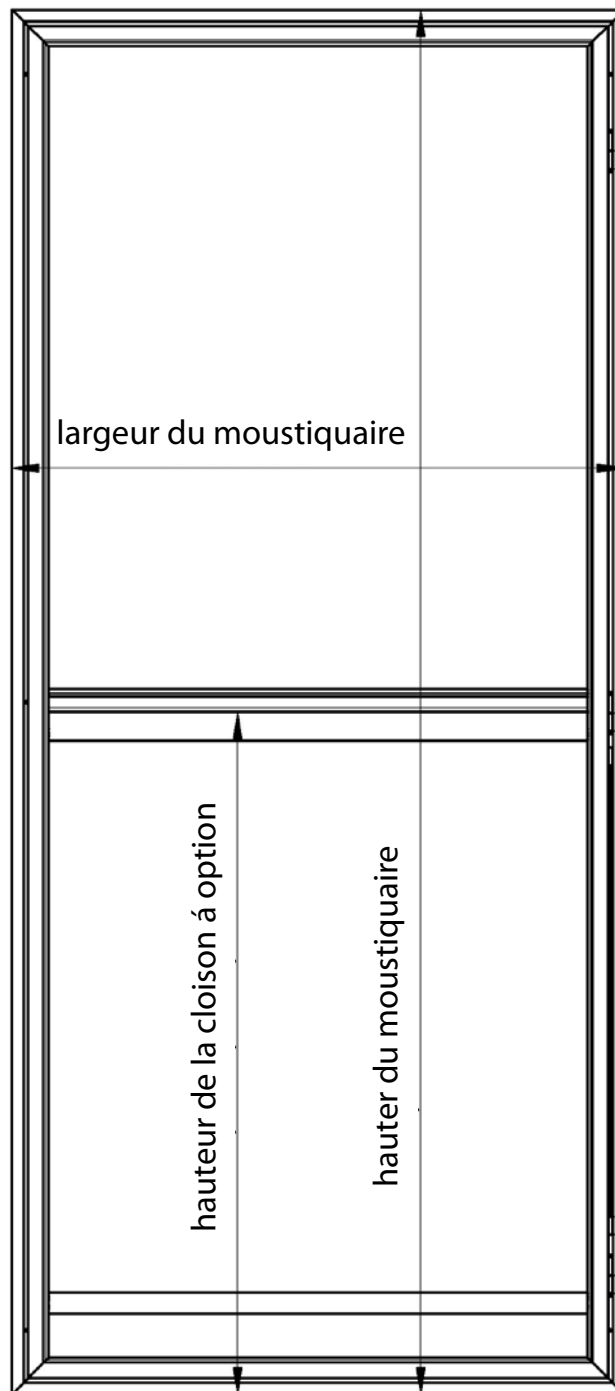 largeur du moustiquaire
hauteur de la cloison á option
hauter du moustiquaire